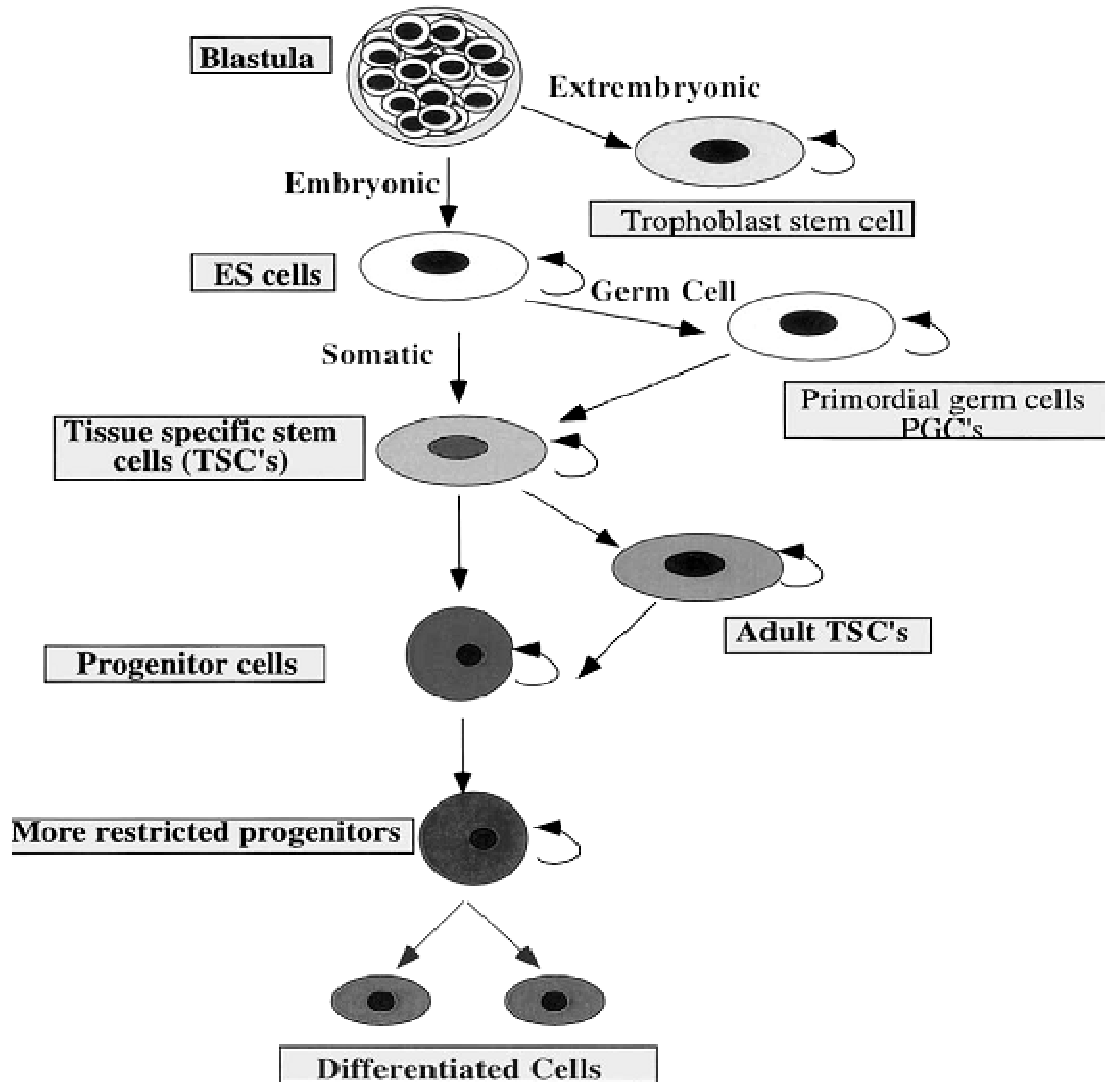 Blastula
Extrembryonic
Embryonic
Trophoblast stem cell
ES cells
Germ Cell
Somatic
Primordial germ cells
PGC's
Tissue specific stem
cells (TSC's)
Adult TSC's
Progenitor cells
More restricted progenitors
Differentiated Cells